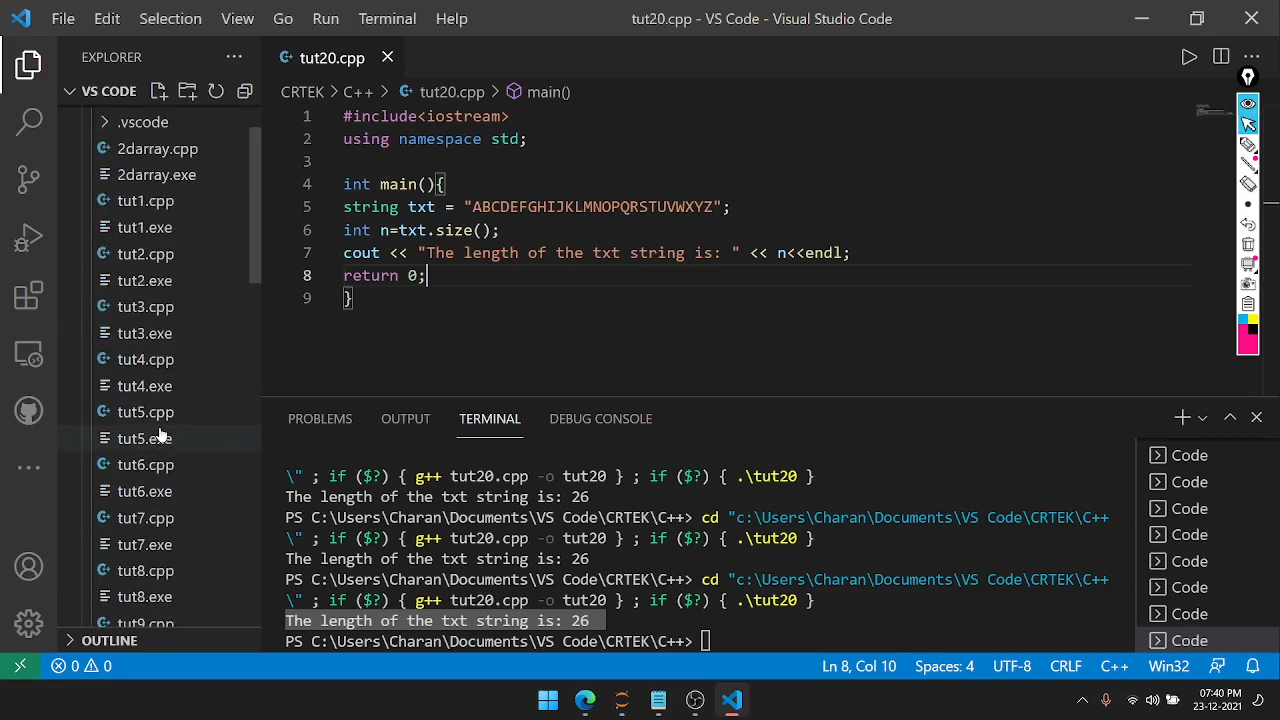 File Edit Selection View Go Run Terminal Help
tut20.cpp - VS Code - Visual Studio Code
EXPLORER
VS CODE
.vscode
2darray.cpp
2darray.exe
tut1.cpp
tut1.exe
tut2.cpp
tut2.exe
tut3.cpp
tut3.exe
tut4.cpp
tut4.exe
tut5.cpp
tut5.exe
tut6.cpp
tut6.exe
tut7.cpp
tut7.exe
tut8.cpp
tut8.exe
tut9.cpp
OUTLINE
tut20.cpp
CRTEK > C++ > tut20.cpp > main()
1 #include<iostream>
2 using namespace std;
3
4 int main(){
5 string txt = "ABCDEFGHIJKLMNOPQRSTUVWXYZ";
6 int n=txt.size();
7 cout << "The length of the txt string is: " << n<<endl;
8 return 0;
9 }
PROBLEMS OUTPUT TERMINAL DEBUG CONSOLE
\" ; if ($?) { g++ tut20.cpp -o tut20 } ; if ($?) { .\tut20 }
The length of the txt string is: 26
PS C:\Users\Charan\Documents\VS Code\CRTEK\C++> cd "c:\Users\Charan\Documents\VS Code\CRTEK\C++
\" ; if ($?) { g++ tut20.cpp -o tut20 } ; if ($?) { .\tut20 }
The length of the txt string is: 26
PS C:\Users\Charan\Documents\VS Code\CRTEK\C++> cd "c:\Users\Charan\Documents\VS Code\CRTEK\C++
\" ; if ($?) { g++ tut20.cpp -o tut20 } ; if ($?) { .\tut20 }
The length of the txt string is: 26
PS C:\Users\Charan\Documents\VS Code\CRTEK\C++>
Code
Code
Code
Code
Code
Code
Code
Code
0 0 Ln 8, Col 10 Spaces: 4 UTF-8 CRLF C++ Win32
07:40 PM
23-12-2021